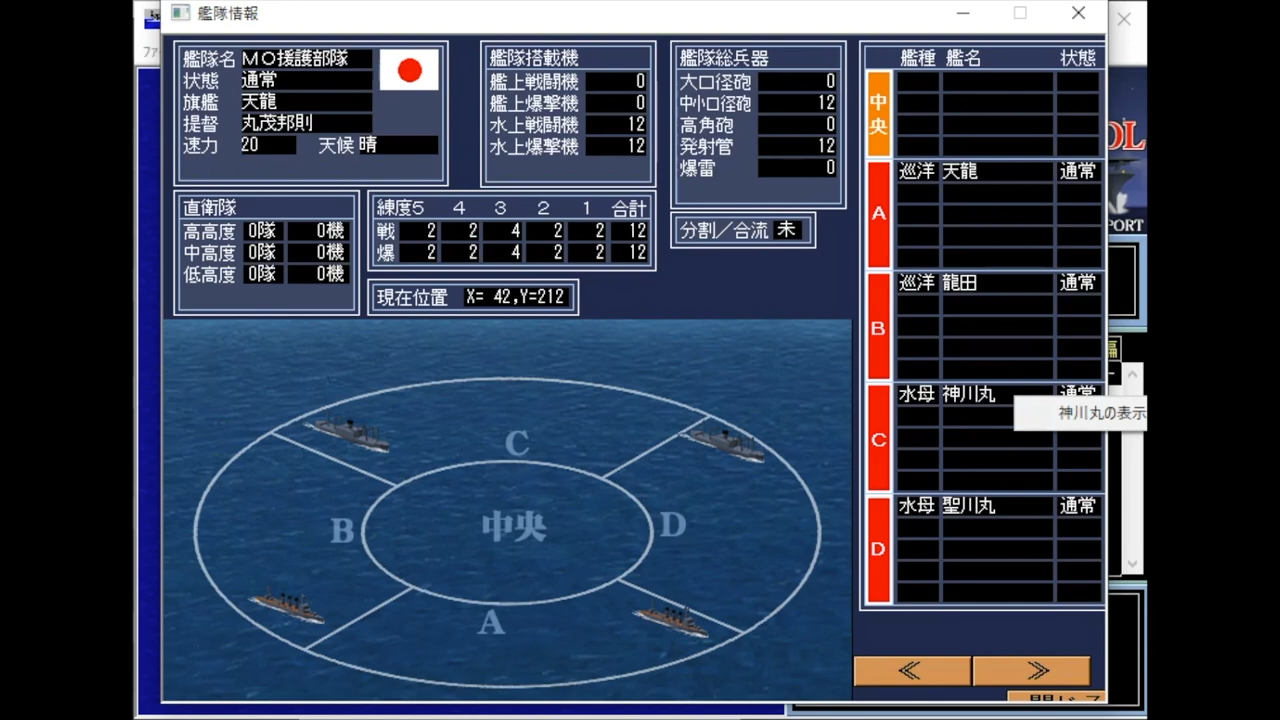 艦隊情報
艦隊名 MO援護部隊
状態 通常
旗艦 天龍
提督 丸茂邦則
速力 20 天候 晴
艦隊搭載機
艦上戦闘機 0
艦上爆撃機 0
水上戦闘機 12
水上爆撃機 12
艦隊総兵器
大口径砲 0
中小口径砲 12
高角砲 0
発射管 12
爆雷 0
直衛隊
高高度 0隊 0機
中高度 0隊 0機
低高度 0隊 0機
練度5 4 3 2 1 合計
戦 2 2 4 2 2 12
爆 2 2 4 2 2 12
分割/合流 未
現在位置 X= 42,Y=212
艦種 艦名 状態
中央
A
巡洋 天龍 通常
B
巡洋 龍田 通常
C
水母 神川丸 通常
神川丸の表示
D
水母 聖川丸 通常
C
B
中央
D
A
≪ ≫
PORT